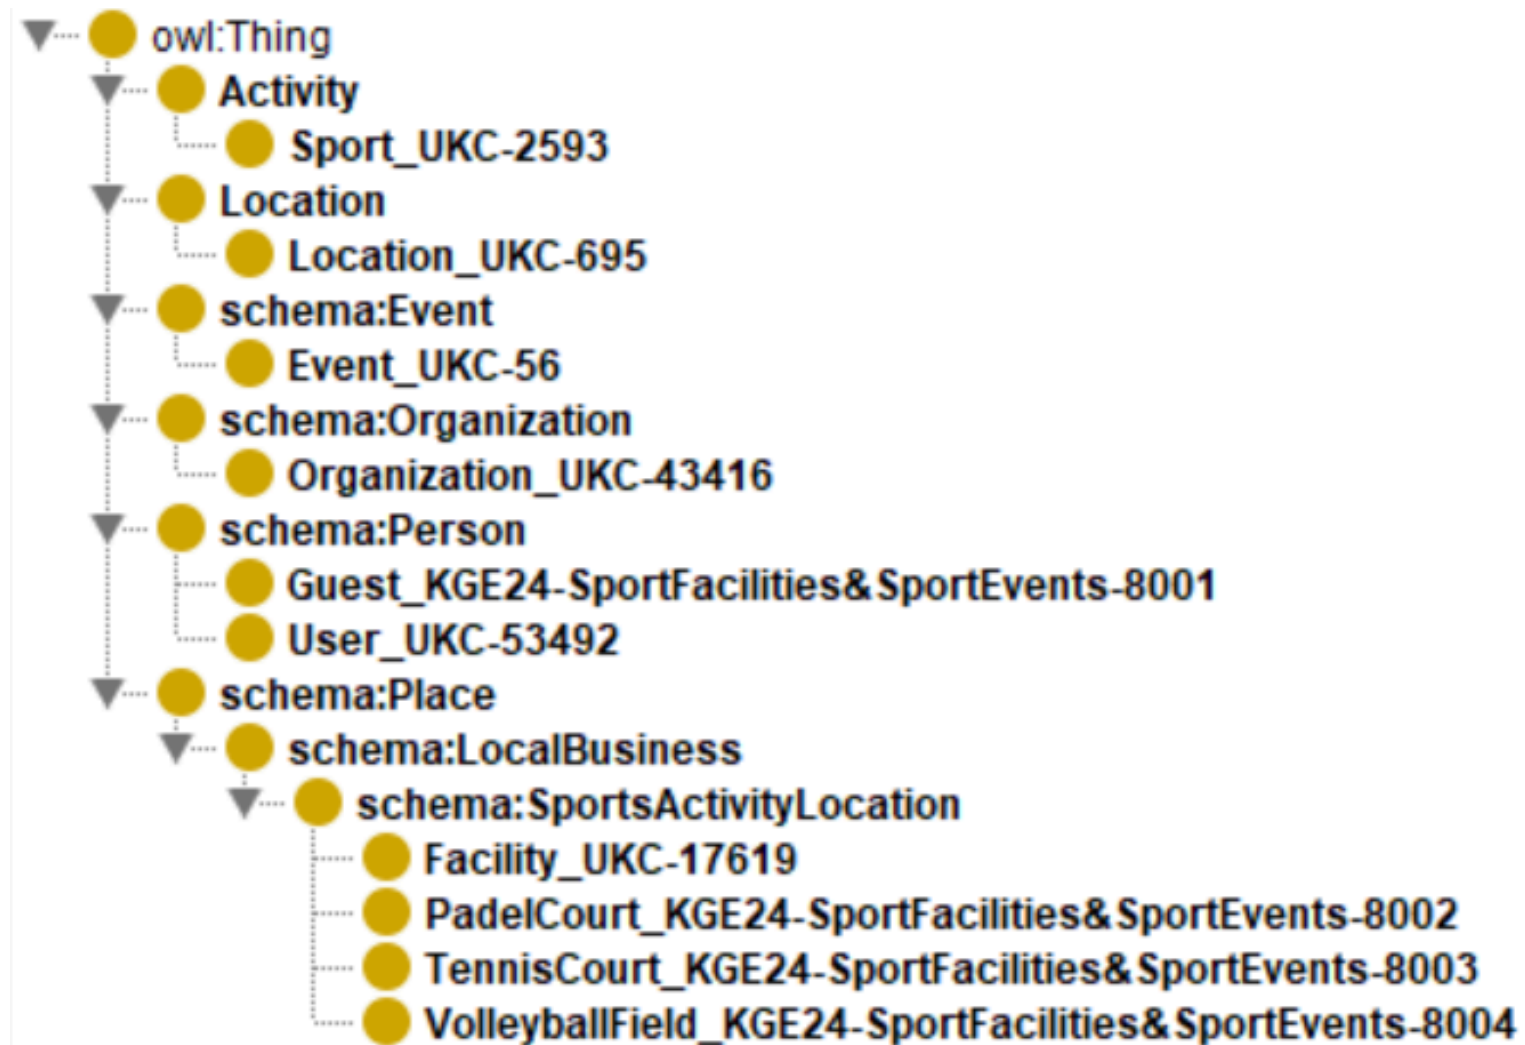 owl:Thing
Activity
Sport_UKC-2593
Location
Location_UKC-695
schema:Event
Event_UKC-56
schema:Organization
Organization_UKC-43416
schema:Person
Guest_KGE24-SportFacilities&SportEvents-8001
User_UKC-53492
schema:Place
schema:LocalBusiness
schema:SportsActivityLocation
Facility_UKC-17619
PadelCourt_KGE24-SportFacilities&SportEvents-8002
TennisCourt_KGE24-SportFacilities&SportEvents-8003
VolleyballField_KGE24-SportFacilities&SportEvents-8004